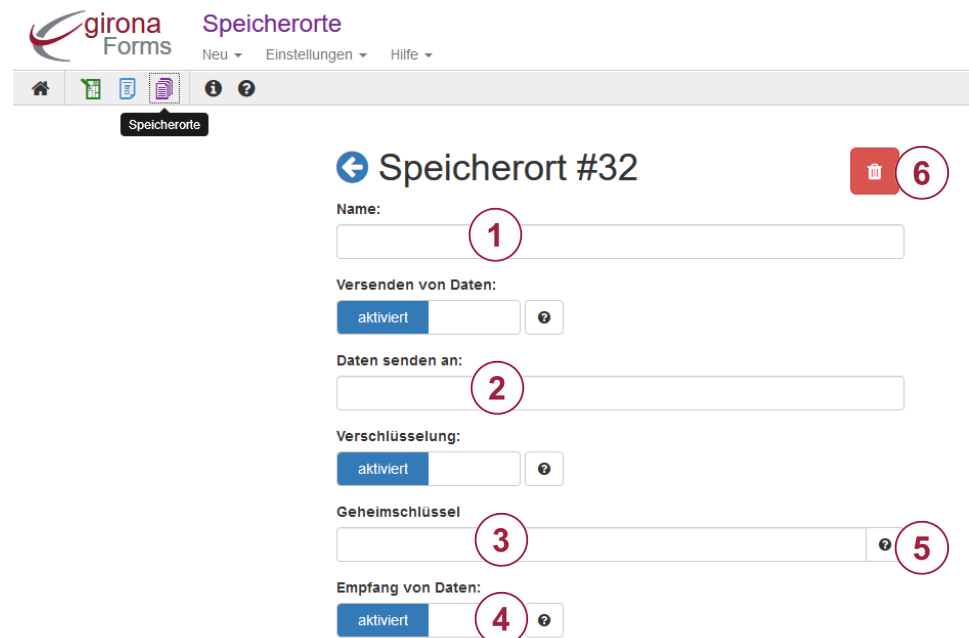 girona
Forms
Speicherorte
Neu Einstellungen Hilfe
Speicherorte
Speicherort #32
6
Name:
1
Versenden von Daten:
aktiviert ?
Daten senden an:
2
Verschlüsselung:
aktiviert ?
Geheimschlüssel
3 ? 5
Empfang von Daten:
aktiviert 4 ?